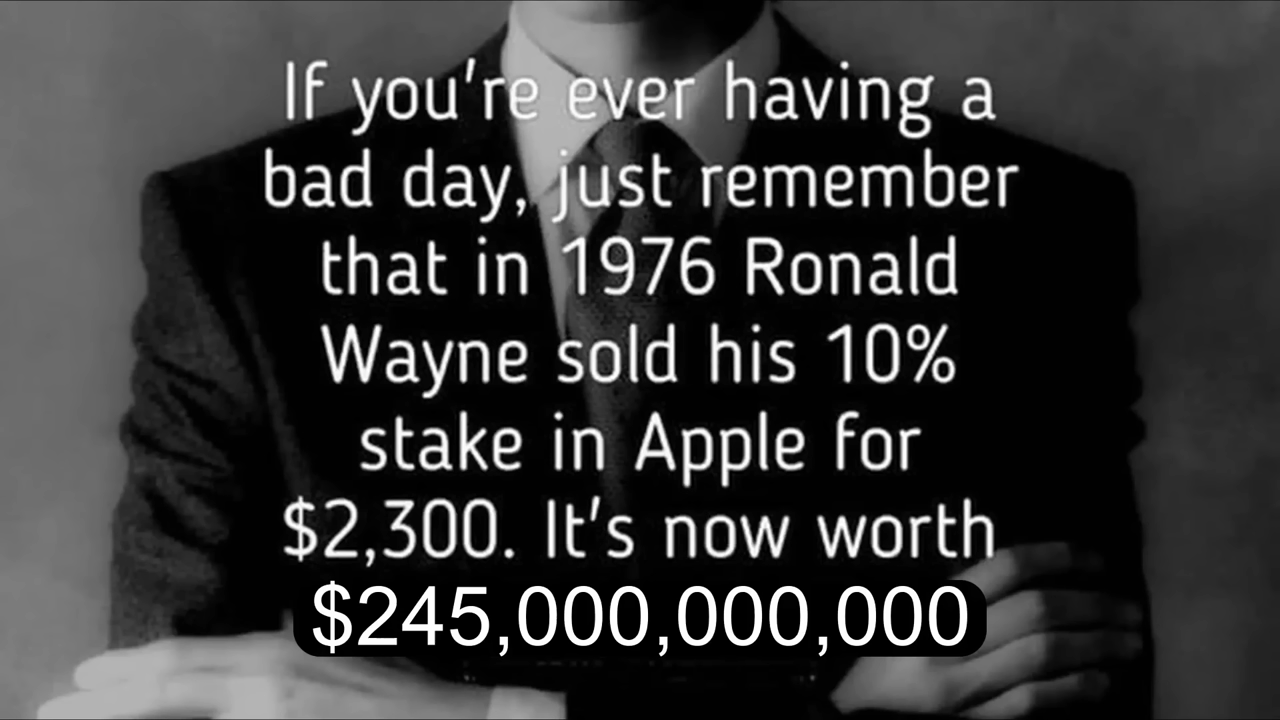 If you're ever having a
bad day, just remember
that in 1976 Ronald
Wayne sold his 10%
stake in Apple for
$2,300. It's now worth
$245,000,000,000